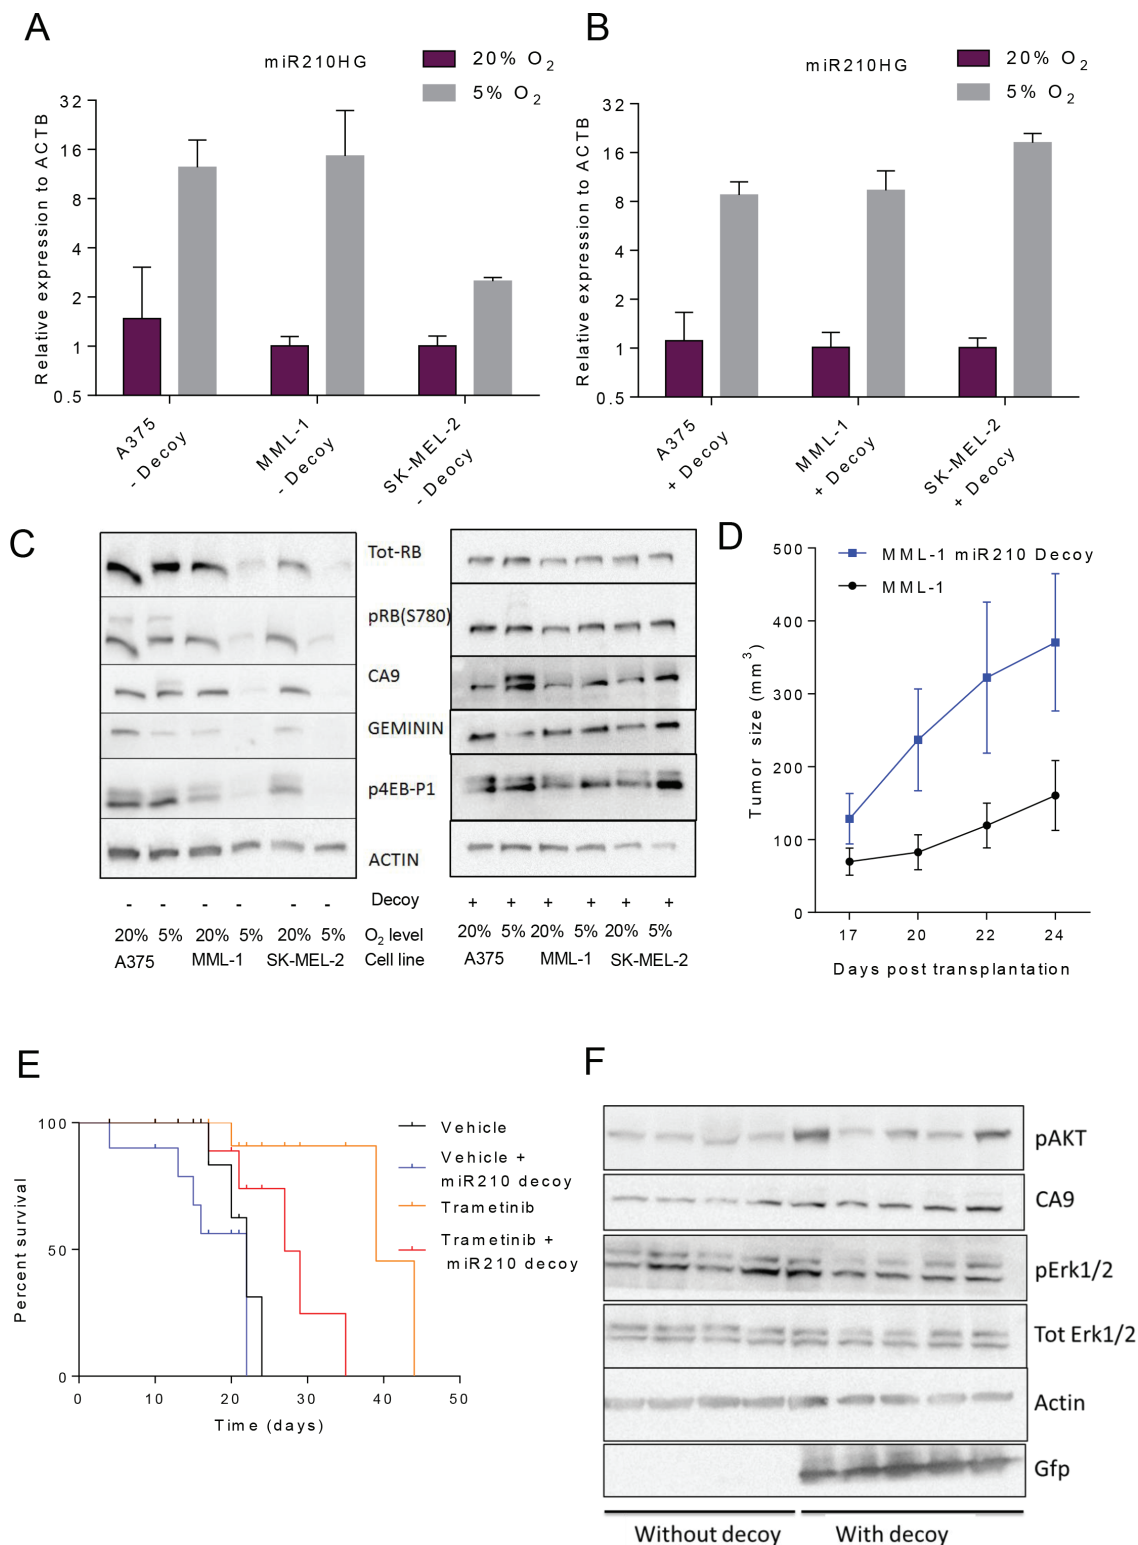 A
miR210HG
20% O2
5% O2
Relative expression to ACTB
32
16
8
4
2
1
0.5
A375
- Decoy
MML-1
- Decoy
SK-MEL-2
- Deocy
B
miR210HG
20% O2
5% O2
Relative expression to ACTB
32
16
8
4
2
1
0.5
A375
+ Decoy
MML-1
+ Decoy
SK-MEL-2
+ Deocy
C
Tot-RB
pRB(S780)
CA9
GEMININ
p4EB-P1
ACTIN
- - - - - - Decoy + + + + + +
20% 5% 20% 5% 20% 5% O2 level 20% 5% 20% 5% 20% 5%
A375 MML-1 SK-MEL-2 Cell line A375 MML-1 SK-MEL-2
D
MML-1 miR210 Decoy
MML-1
Tumor size (mm3)
500
400
300
200
100
0
17 20 22 24
Days post transplantation
E
Percent survival
100
50
0
0 10 20 30 40 50
Time (days)
Vehicle
Vehicle +
miR210 decoy
Trametinib
Trametinib +
miR210 decoy
F
pAKT
CA9
pErk1/2
Tot Erk1/2
Actin
Gfp
Without decoy With decoy